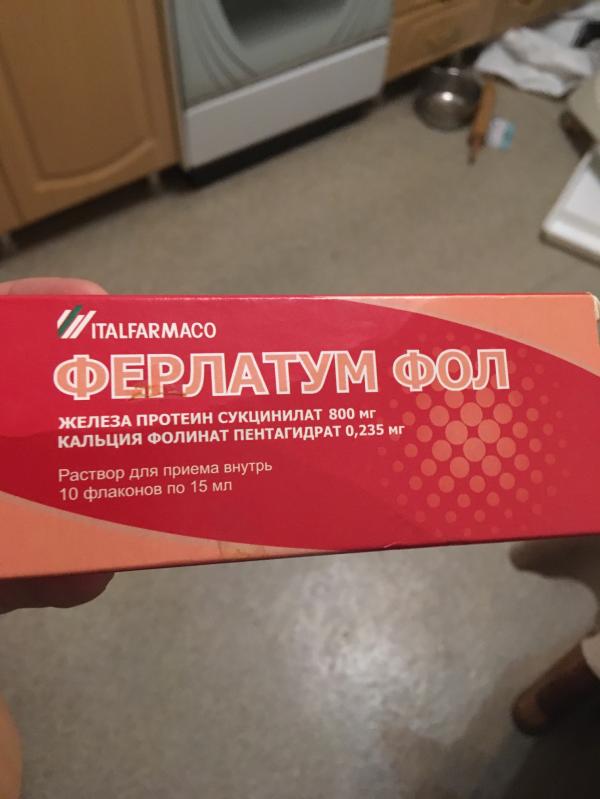 ITALFARMACO
ФЕРЛАТУМ ФОЛ
ЖЕЛЕЗА ПРОТЕИН СУКЦИНИЛАТ 800 мг
КАЛЬЦИЯ ФОЛИНАТ ПЕНТАГИДРАТ 0,235 мг
Раствор для приема внутрь
10 флаконов по 15 мл